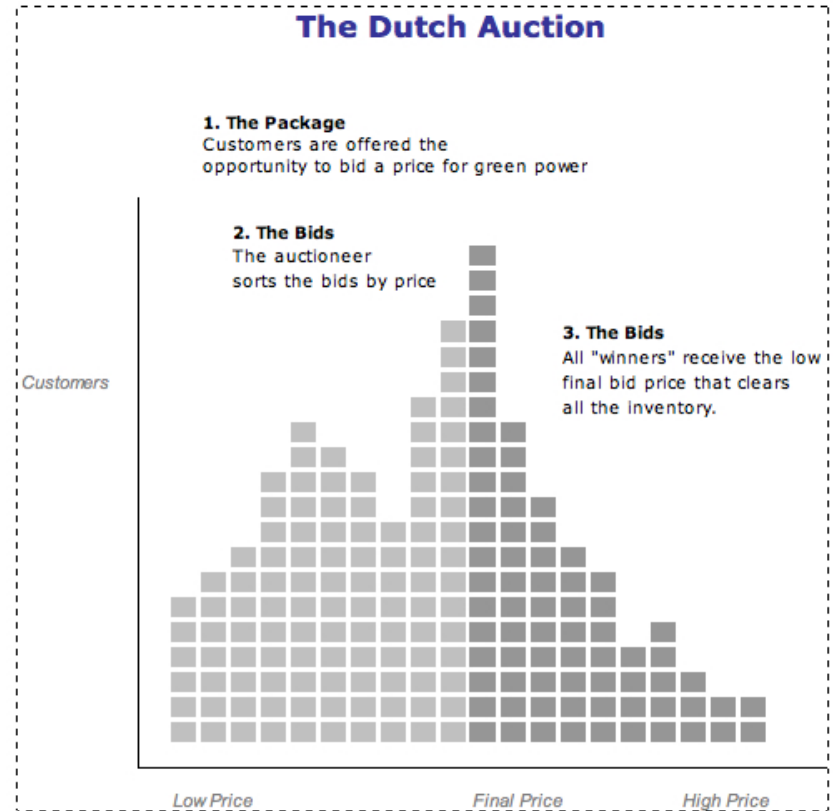 The Dutch Auction
1. The Package
Customers are offered the
opportunity to bid a price for green power
2. The Bids
The auctioneer
sorts the bids by price
3. The Bids
All "winners" receive the low
final bid price that clears
all the inventory.
Customers
Low Price
Final Price
High Price